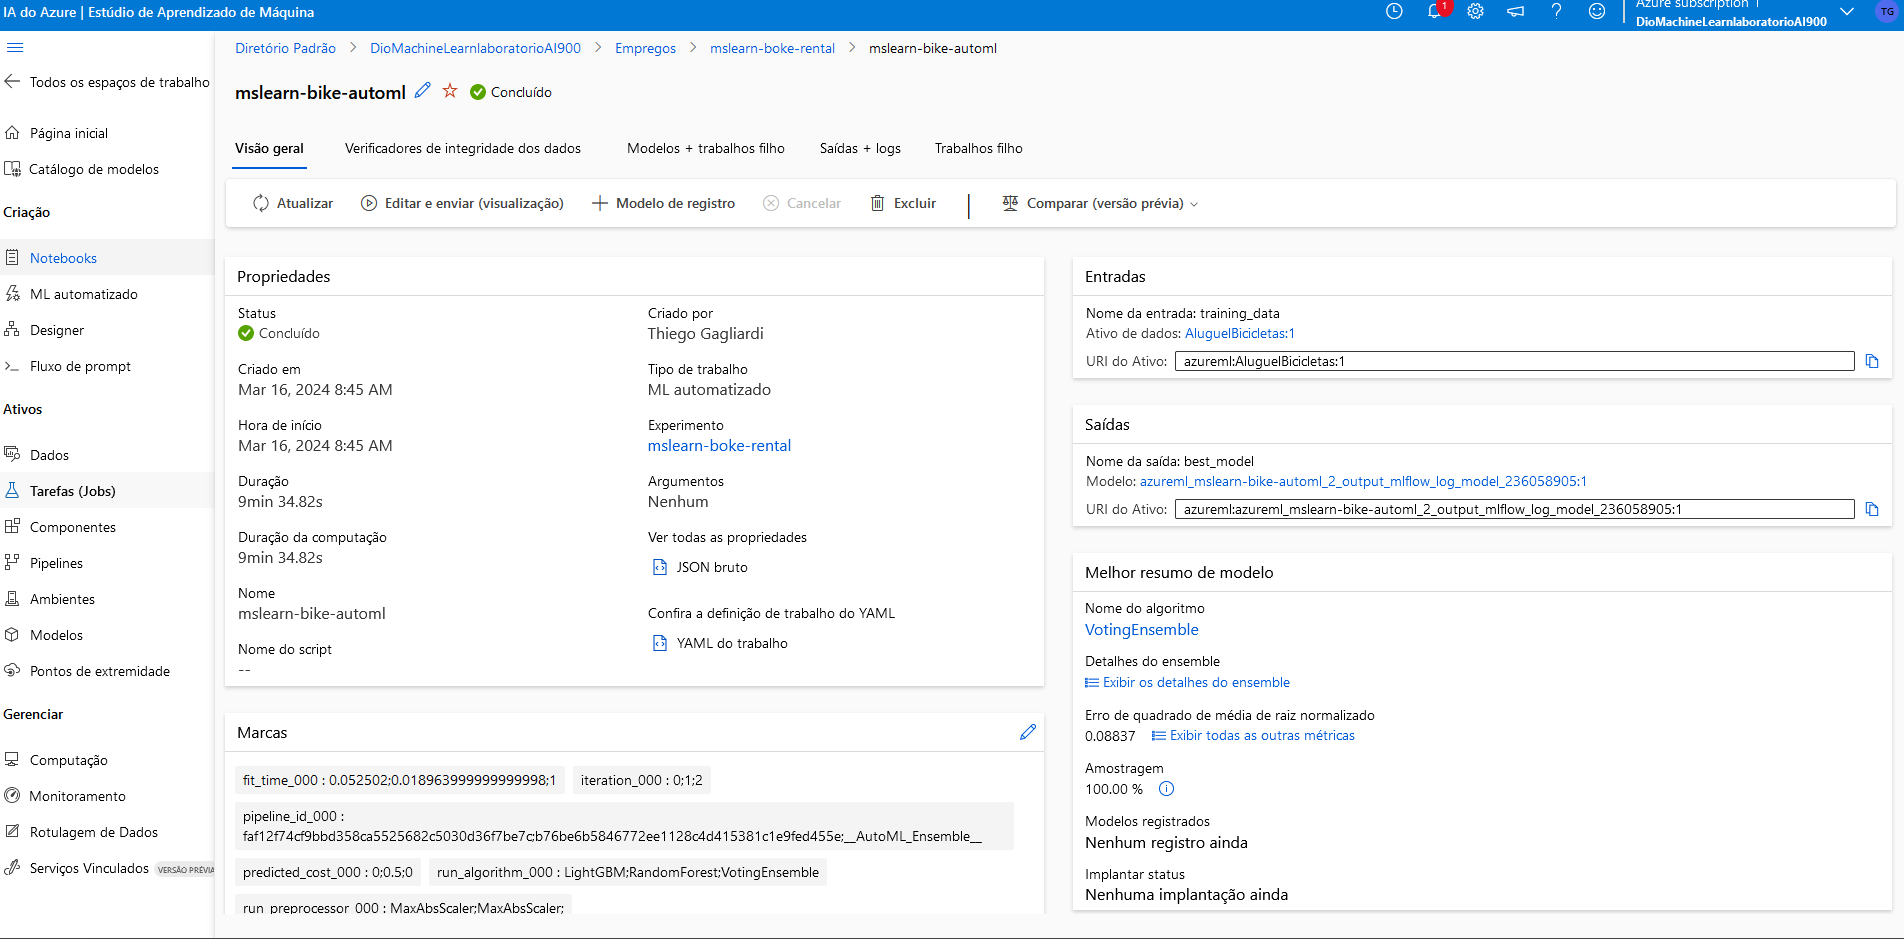 IA do Azure | Estúdio de Aprendizado de Máquina
1
Azure subscription 1
DioMachineLearnlaboratorioAI900
TG
Diretório Padrão > DioMachineLearnlaboratorioAI900 > Empregos > mslearn-boke-rental > mslearn-bike-automl
Todos os espaços de trabalho
Página inicial
Catálogo de modelos
Criação
Notebooks
ML automatizado
Designer
Fluxo de prompt
Ativos
Dados
Tarefas (Jobs)
Componentes
Pipelines
Ambientes
Modelos
Pontos de extremidade
Gerenciar
Computação
Monitoramento
Rotulagem de Dados
Serviços Vinculados VERSÃO PRÉVIA
mslearn-bike-automl Concluído
Visão geral Verificadores de integridade dos dados Modelos + trabalhos filho Saídas + logs Trabalhos filho
Atualizar Editar e enviar (visualização) Modelo de registro Cancelar Excluir Comparar (versão prévia)
Propriedades
Status
Concluído
Criado em
Mar 16, 2024 8:45 AM
Hora de início
Mar 16, 2024 8:45 AM
Duração
9min 34.82s
Duração da computação
9min 34.82s
Nome
mslearn-bike-automl
Nome do script
--
Criado por
Thiego Gagliardi
Tipo de trabalho
ML automatizado
Experimento
mslearn-boke-rental
Argumentos
Nenhum
Ver todas as propriedades
JSON bruto
Confira a definição de trabalho do YAML
YAML do trabalho
Marcas
fit_time_000 : 0.052502;0.018963999999999998;1 iteration_000 : 0;1;2
pipeline_id_000 :
faf12f74cf9bbd358ca5525682c5030d36f7be7c;b76be6b5846772ee1128c4d415381c1e9fed455e;__AutoML_Ensemble__
predicted_cost_000 : 0;0.5;0 run_algorithm_000 : LightGBM;RandomForest;VotingEnsemble
run_preprocessor_000 : MaxAbsScaler;MaxAbsScaler;
Entradas
Nome da entrada: training_data
Ativo de dados: AluguelBicicletas:1
URI do Ativo: azureml:AluguelBicicletas:1
Saídas
Nome da saída: best_model
Modelo: azureml_mslearn-bike-automl_2_output_mlflow_log_model_236058905:1
URI do Ativo: azureml:azureml_mslearn-bike-automl_2_output_mlflow_log_model_236058905:1
Melhor resumo de modelo
Nome do algoritmo
VotingEnsemble
Detalhes do ensemble
Exibir os detalhes do ensemble
Erro de quadrado de média de raiz normalizado
0.08837 Exibir todas as outras métricas
Amostragem
100.00 %
Modelos registrados
Nenhum registro ainda
Implantar status
Nenhuma implantação ainda